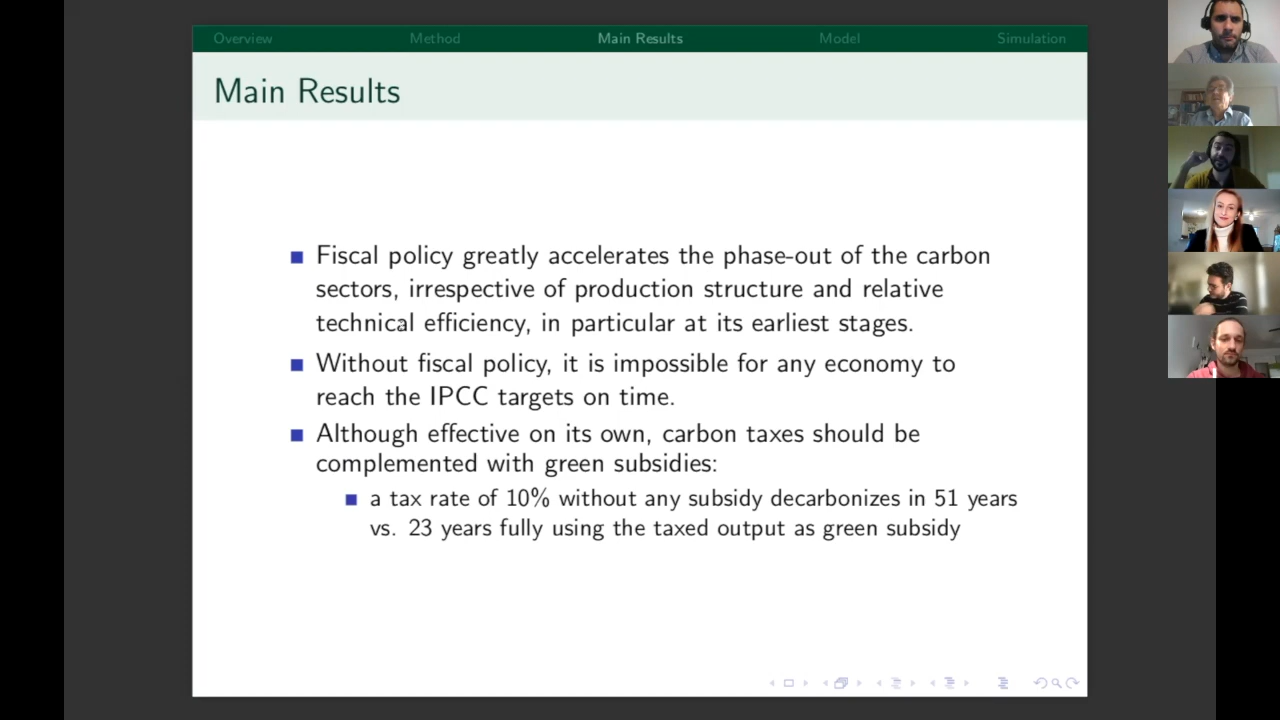 Overview Method Main Results Model Simulation
Main Results
Fiscal policy greatly accelerates the phase-out of the carbon
sectors, irrespective of production structure and relative
technical efficiency, in particular at its earliest stages.
Without fiscal policy, it is impossible for any economy to
reach the IPCC targets on time.
Although effective on its own, carbon taxes should be
complemented with green subsidies:
a tax rate of 10% without any subsidy decarbonizes in 51 years
vs. 23 years fully using the taxed output as green subsidy